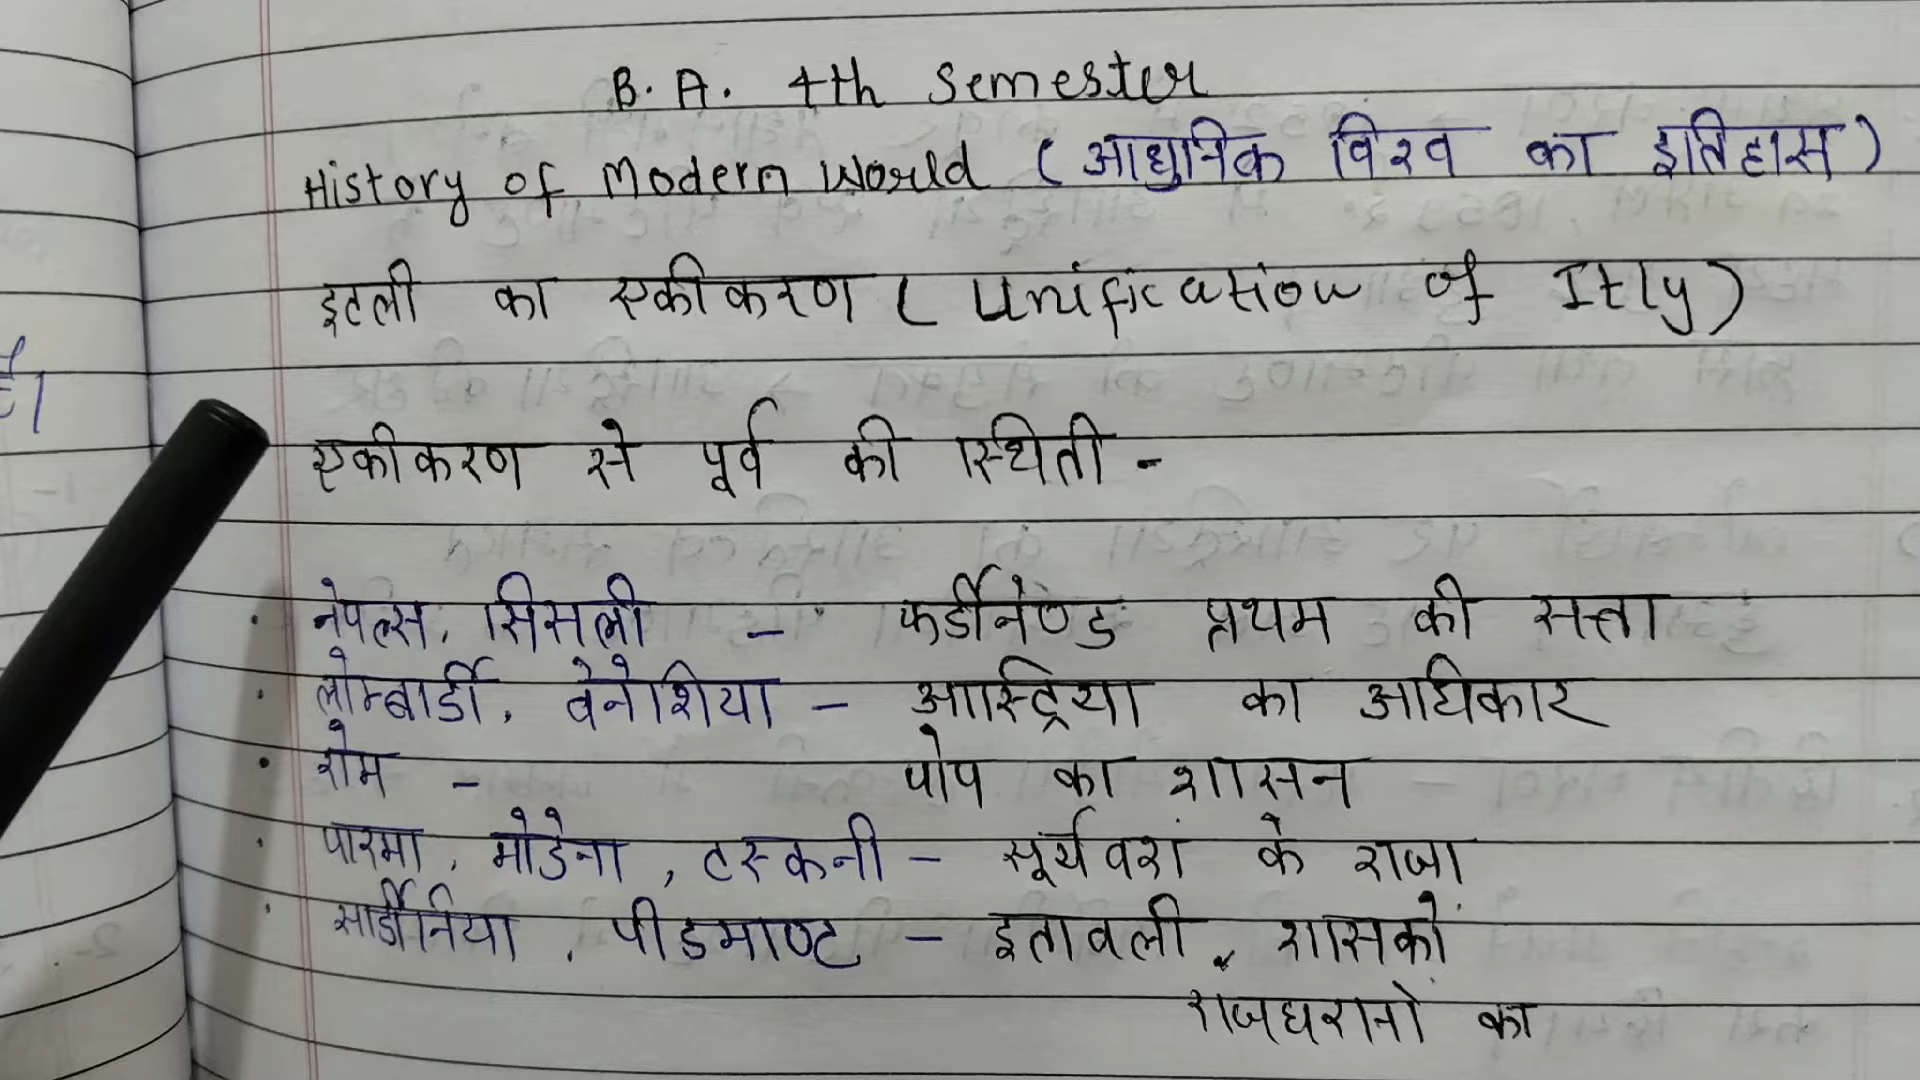 B. A. 4th Semester
History of Modern World (आधुनिक विश्व का इतिहास)
इटली का एकीकरण (Unification of Itly)
एकीकरण से पूर्व की स्थिती -
नेपल्स, सिसली - फर्डीनेण्ड प्रथम की सत्ता
लोम्बार्डी, वेनेशिया - आस्ट्रिया का अधिकार
रोम - पोप का शासन
पारमा, मोडेना, टस्कनी - सूर्यवशं के राजा
सार्डीनिया, पीडमाण्ट - इतावली शासकों
राजघरानों का
है।